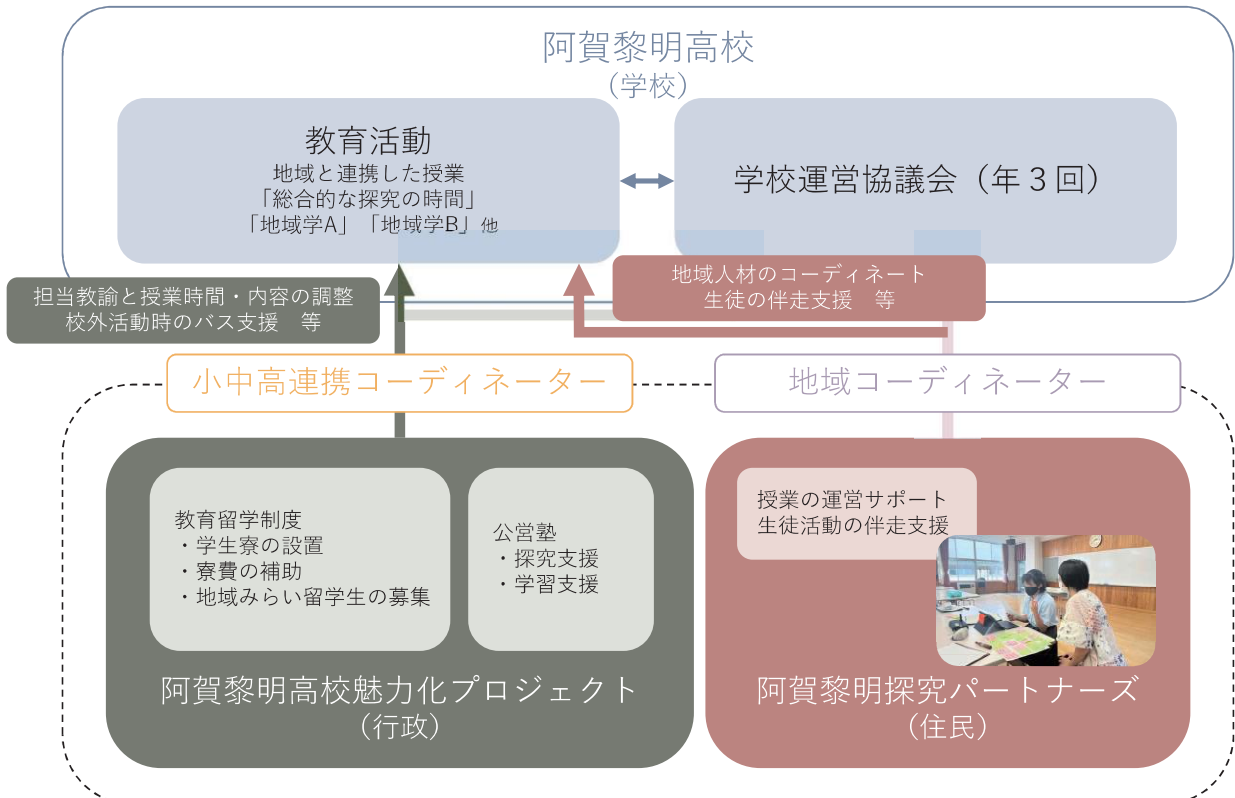 阿賀黎明高校
（学校）
教育活動
地域と連携した授業
「総合的な探究の時間」
「地域学A」「地域学B」他
学校運営協議会（年３回）
担当教諭と授業時間・内容の調整
校外活動時のバス支援　等
地域人材のコーディネート
生徒の伴走支援　等
小中高連携コーディネーター
地域コーディネーター
教育留学制度
・学生寮の設置
・寮費の補助
・地域みらい留学生の募集
公営塾
・探究支援
・学習支援
阿賀黎明高校魅力化プロジェクト
（行政）
授業の運営サポート
生徒活動の伴走支援
阿賀黎明探究パートナーズ
（住民）